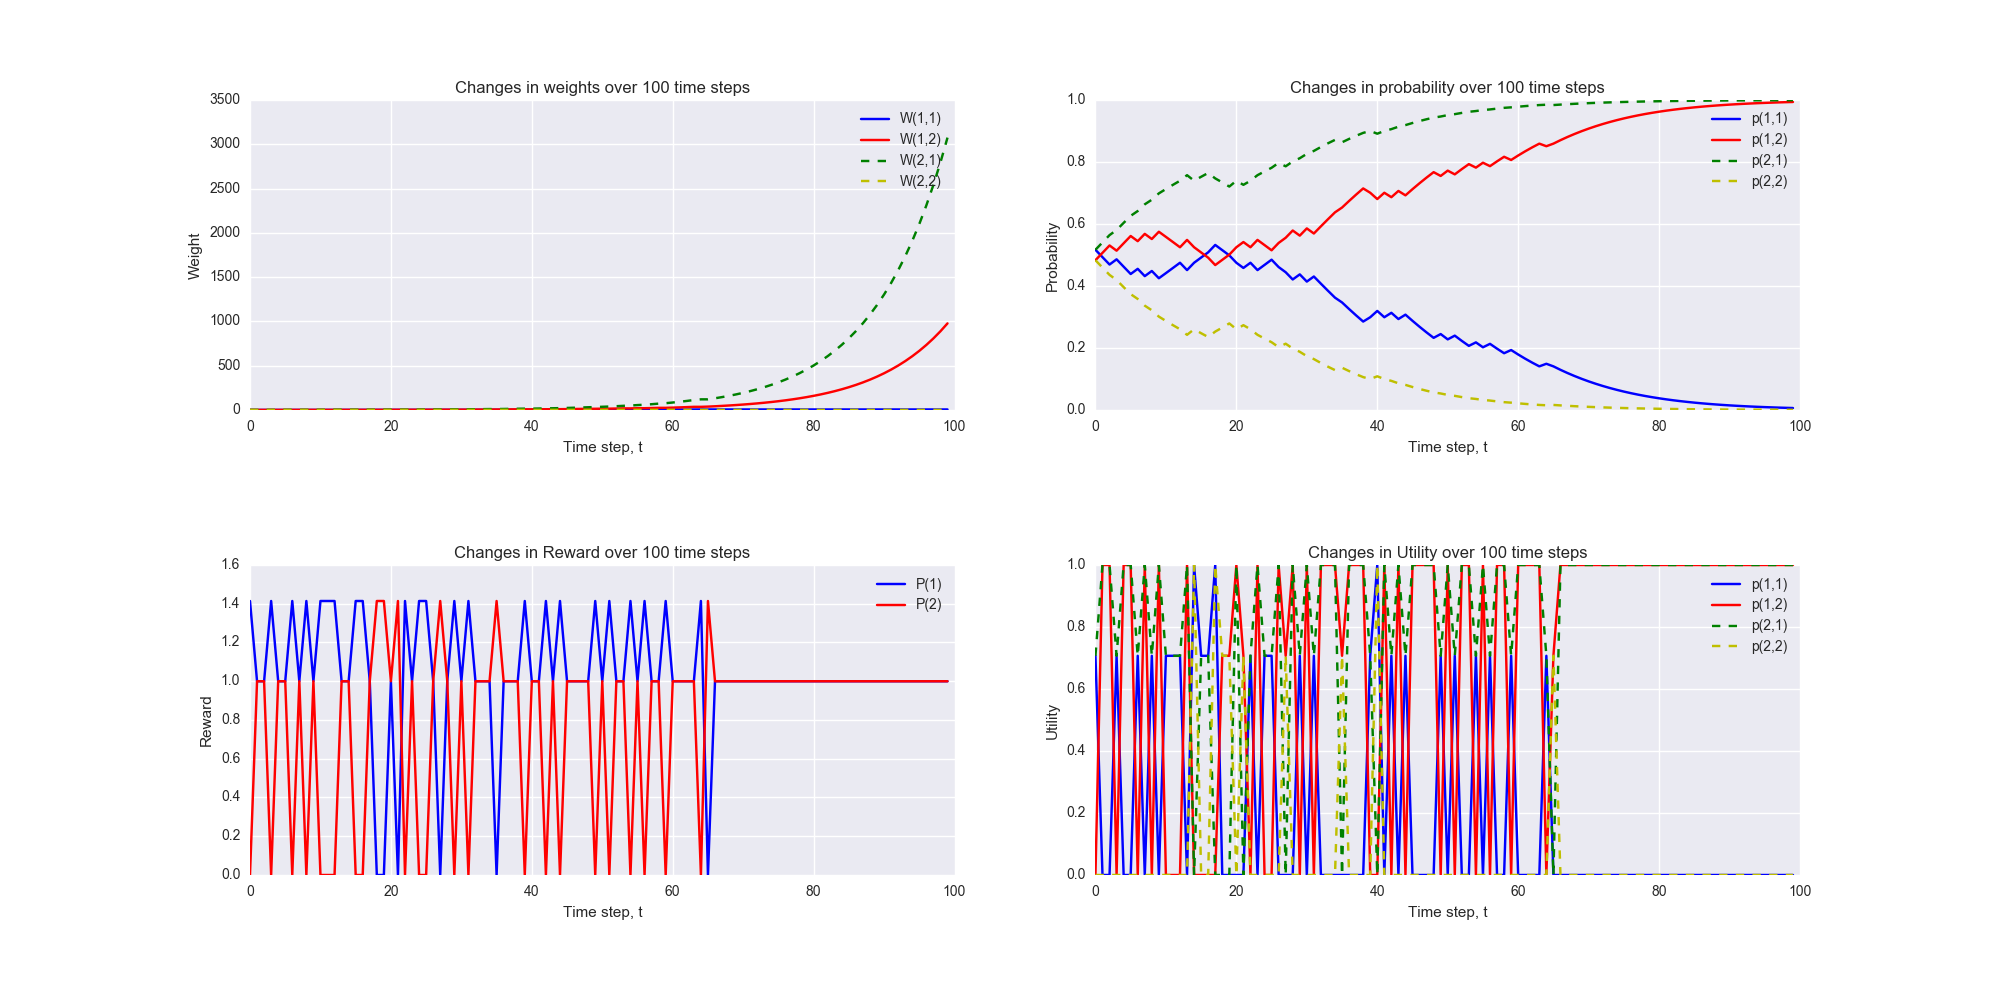 Changes in weights over 100 time steps
3500
3000
2500
2000
1500
1000
500
0
Weight
W(1,1)
W(1,2)
W(2,1)
W(2,2)
0 20 40 60 80 100
Time step, t
Changes in probability over 100 time steps
1.0
0.8
0.6
0.4
0.2
0.0
Probability
p(1,1)
p(1,2)
p(2,1)
p(2,2)
0 20 40 60 80 100
Time step, t
Changes in Reward over 100 time steps
1.6
1.4
1.2
1.0
0.8
0.6
0.4
0.2
0.0
Reward
P(1)
P(2)
0 20 40 60 80 100
Time step, t
Changes in Utility over 100 time steps
1.0
0.8
0.6
0.4
0.2
0.0
Utility
p(1,1)
p(1,2)
p(2,1)
p(2,2)
0 20 40 60 80 100
Time step, t